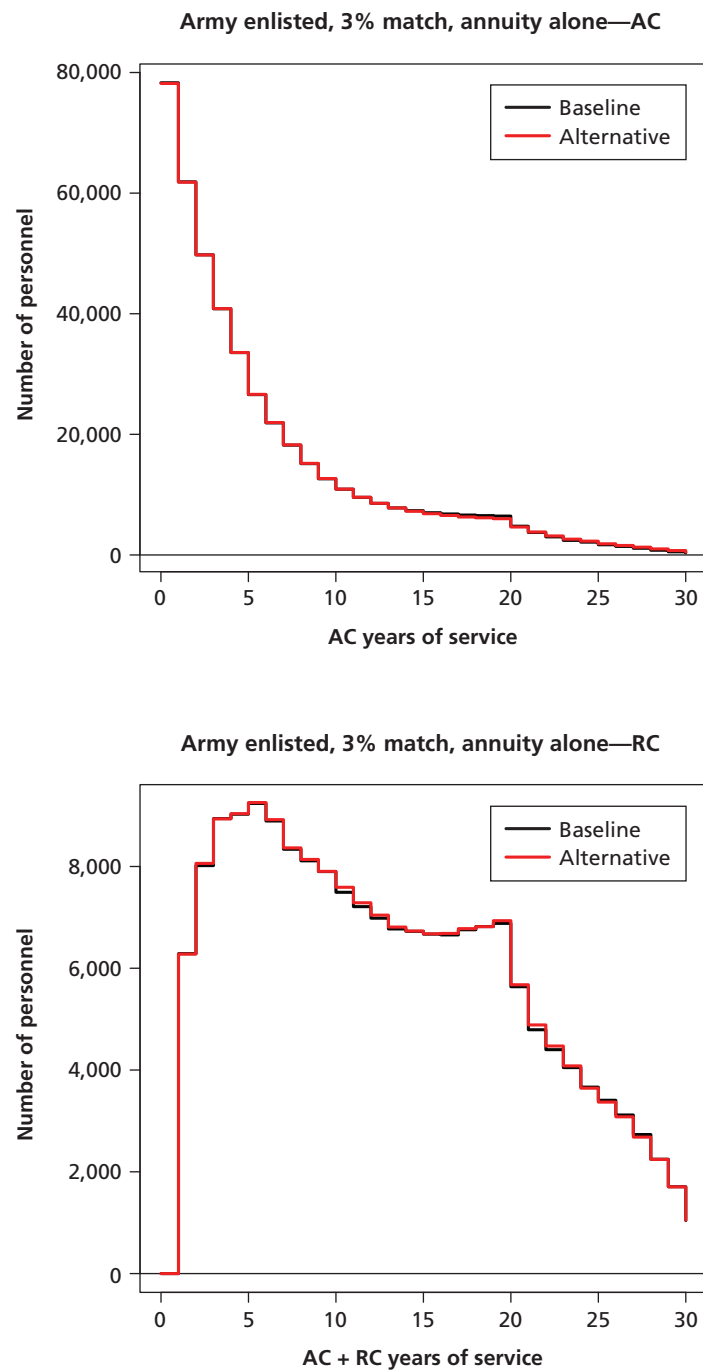 Army enlisted, 3% match, annuity alone—AC
80,000
60,000
40,000
20,000
0
Number of personnel
Baseline
Alternative
0 5 10 15 20 25 30
AC years of service
Army enlisted, 3% match, annuity alone—RC
8,000
6,000
4,000
2,000
0
Number of personnel
Baseline
Alternative
0 5 10 15 20 25 30
AC + RC years of service